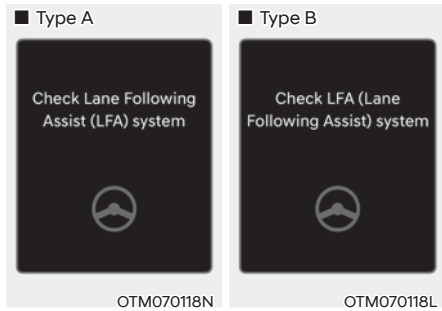 ■ Type A
Check Lane Following
Assist (LFA) system
OTM070118N
■ Type B
Check LFA (Lane
Following Assist) system
OTM070118L